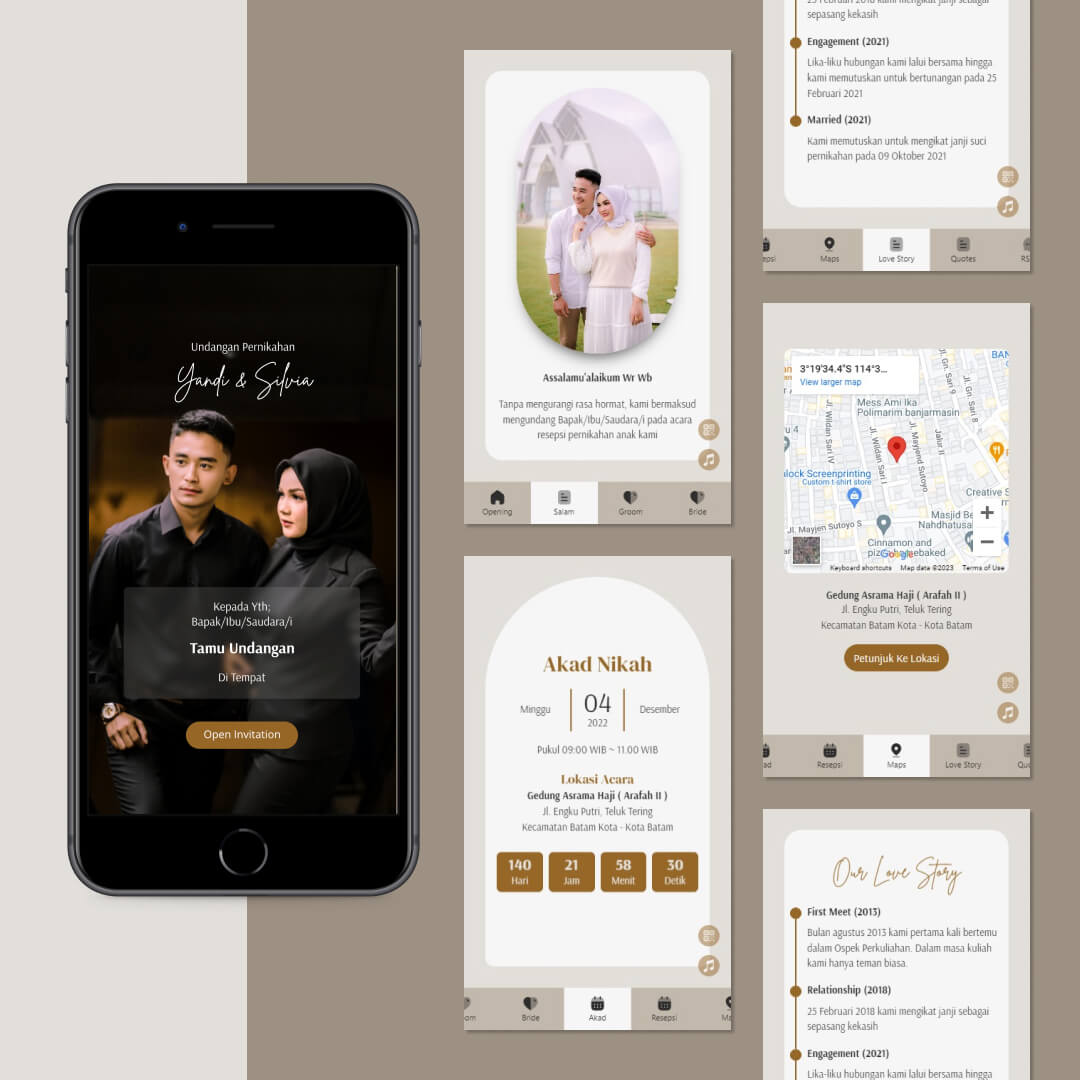 Undangan Pernikahan
Yandi & Silvia
Kepada Yth;
Bapak/Ibu/Saudara/i
Tamu Undangan
Di Tempat
Open Invitation
Assalamu'alaikum Wr Wb
Tanpa mengurangi rasa hormat, kami bermaksud
mengundang Bapak/Ibu/Saudara/i pada acara
resepsi pernikahan anak kami
Opening
Salam
Groom
Bride
Akad Nikah
Minggu
04
2022
Desember
Pukul 09:00 WIB ~ 11.00 WIB
Lokasi Acara
Gedung Asrama Haji ( Arafah II )
Jl. Engku Putri, Teluk Tering
Kecamatan Batam Kota - Kota Batam
140
Hari
21
Jam
58
Menit
30
Detik
om
Bride
Akad
Resepsi
Ma
25 Februari 2018 kami mengikat janji sebagai
sepasang kekasih
Engagement (2021)
Lika-liku hubungan kami lalui bersama hingga
kami memutuskan untuk bertunangan pada 25
Februari 2021
Married (2021)
Kami memutuskan untuk mengikat janji suci
pernikahan pada 09 Oktober 2021
epsi
Maps
Love Story
Quotes
RS
3°19'34.4"S 114°3...
View larger map
BAN
Jl. Gn. Sari 9
Mess Ami Ika
Polimarim banjarmasin
Jl. Wildan Sari IV
Jl. Wildan Sari I
Jl. Mayjend Sutoyo
Jalur II
Jl. Gn. Sari 8
ru 4
lock Screenprinting
Custom t-shirt store
Creative S
Jl. Mayjen Sutoyo S
Masjid Be
Nahdhatusa
Cinnamon and
Google
Keyboard shortcuts
Map data ©2023
Terms of Use
Gedung Asrama Haji ( Arafah II )
Jl. Engku Putri, Teluk Tering
Kecamatan Batam Kota - Kota Batam
Petunjuk Ke Lokasi
ad
Resepsi
Maps
Love Story
Quo
Our Love Story
First Meet (2013)
Bulan agustus 2013 kami pertama kali bertemu
dalam Ospek Perkuliahan. Dalam masa kuliah
kami hanya teman biasa.
Relationship (2018)
25 Februari 2018 kami mengikat janji sebagai
sepasang kekasih
Engagement (2021)
Lika-liku hubungan kami lalui bersama hingga